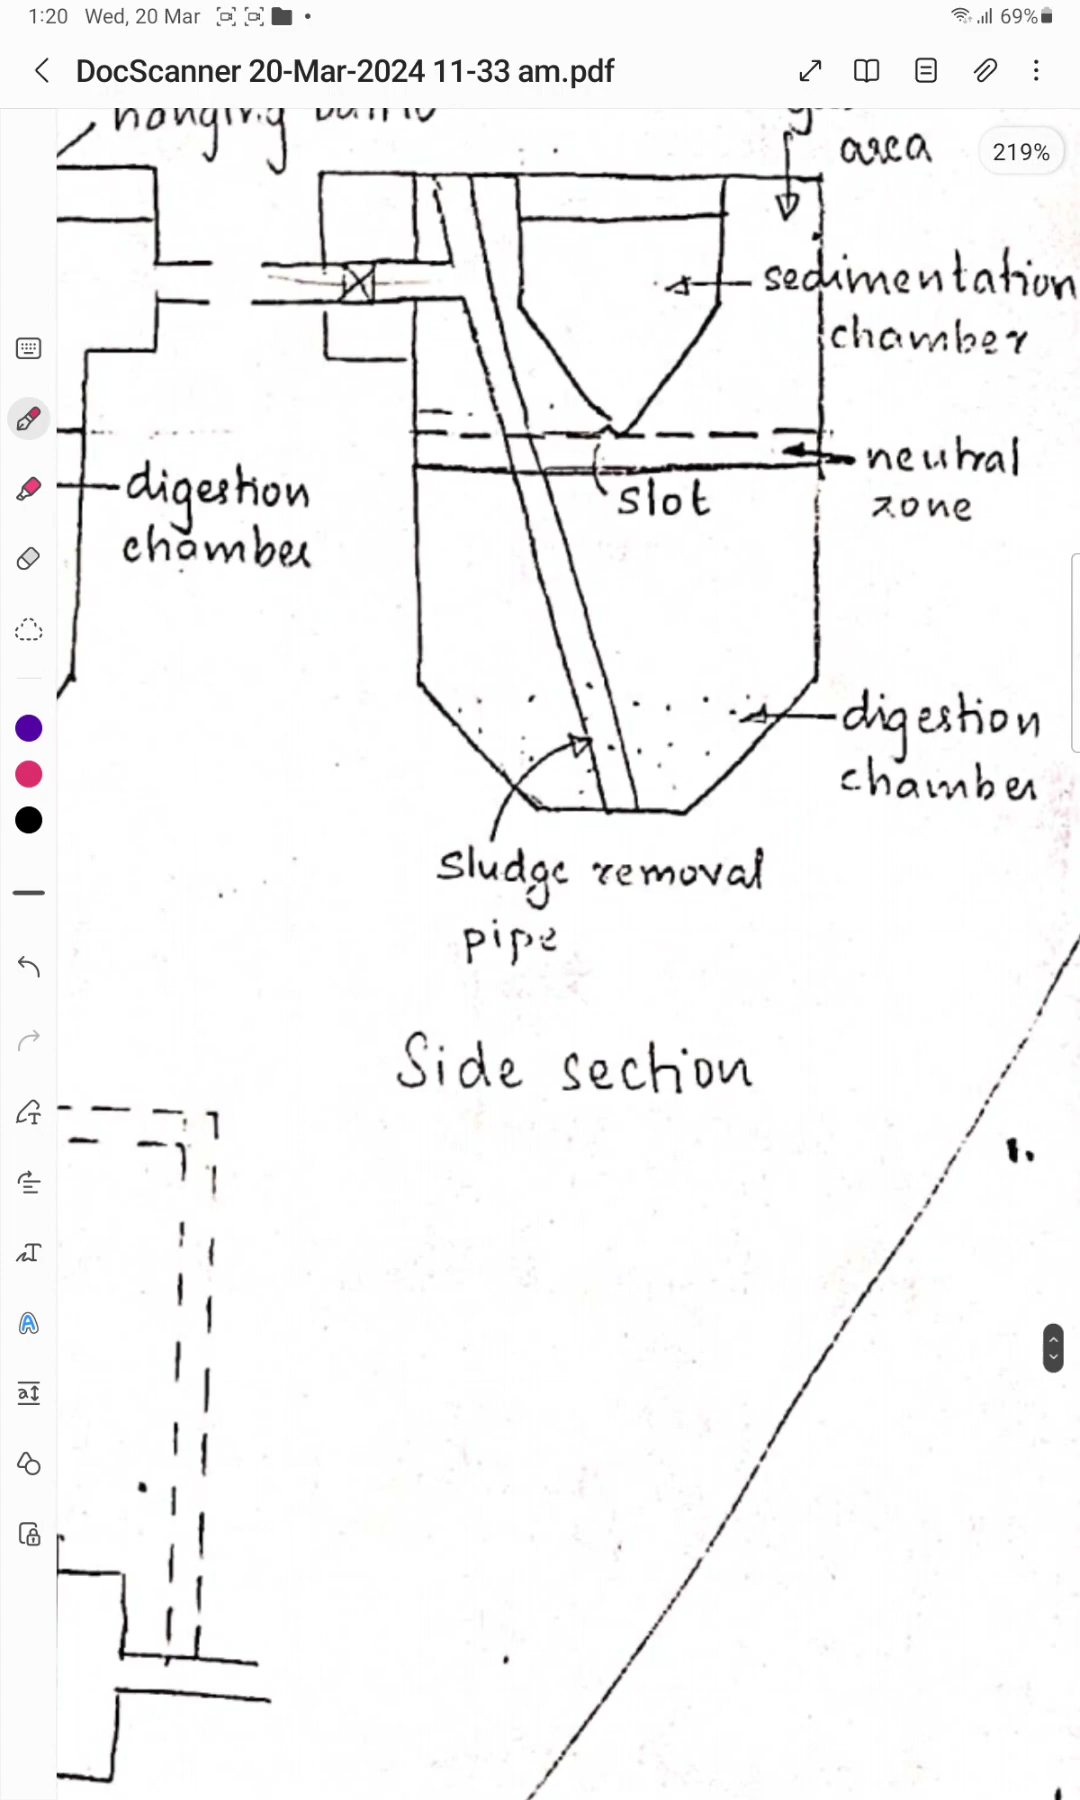 1:20 Wed, 20 Mar
69%
DocScanner 20-Mar-2024 11-33 am.pdf
hanging
area
219%
sedimentation
chamber
neutral
zone
slot
digestion
chamber
digestion
chamber
sludge removal
pipe
Side section
1.